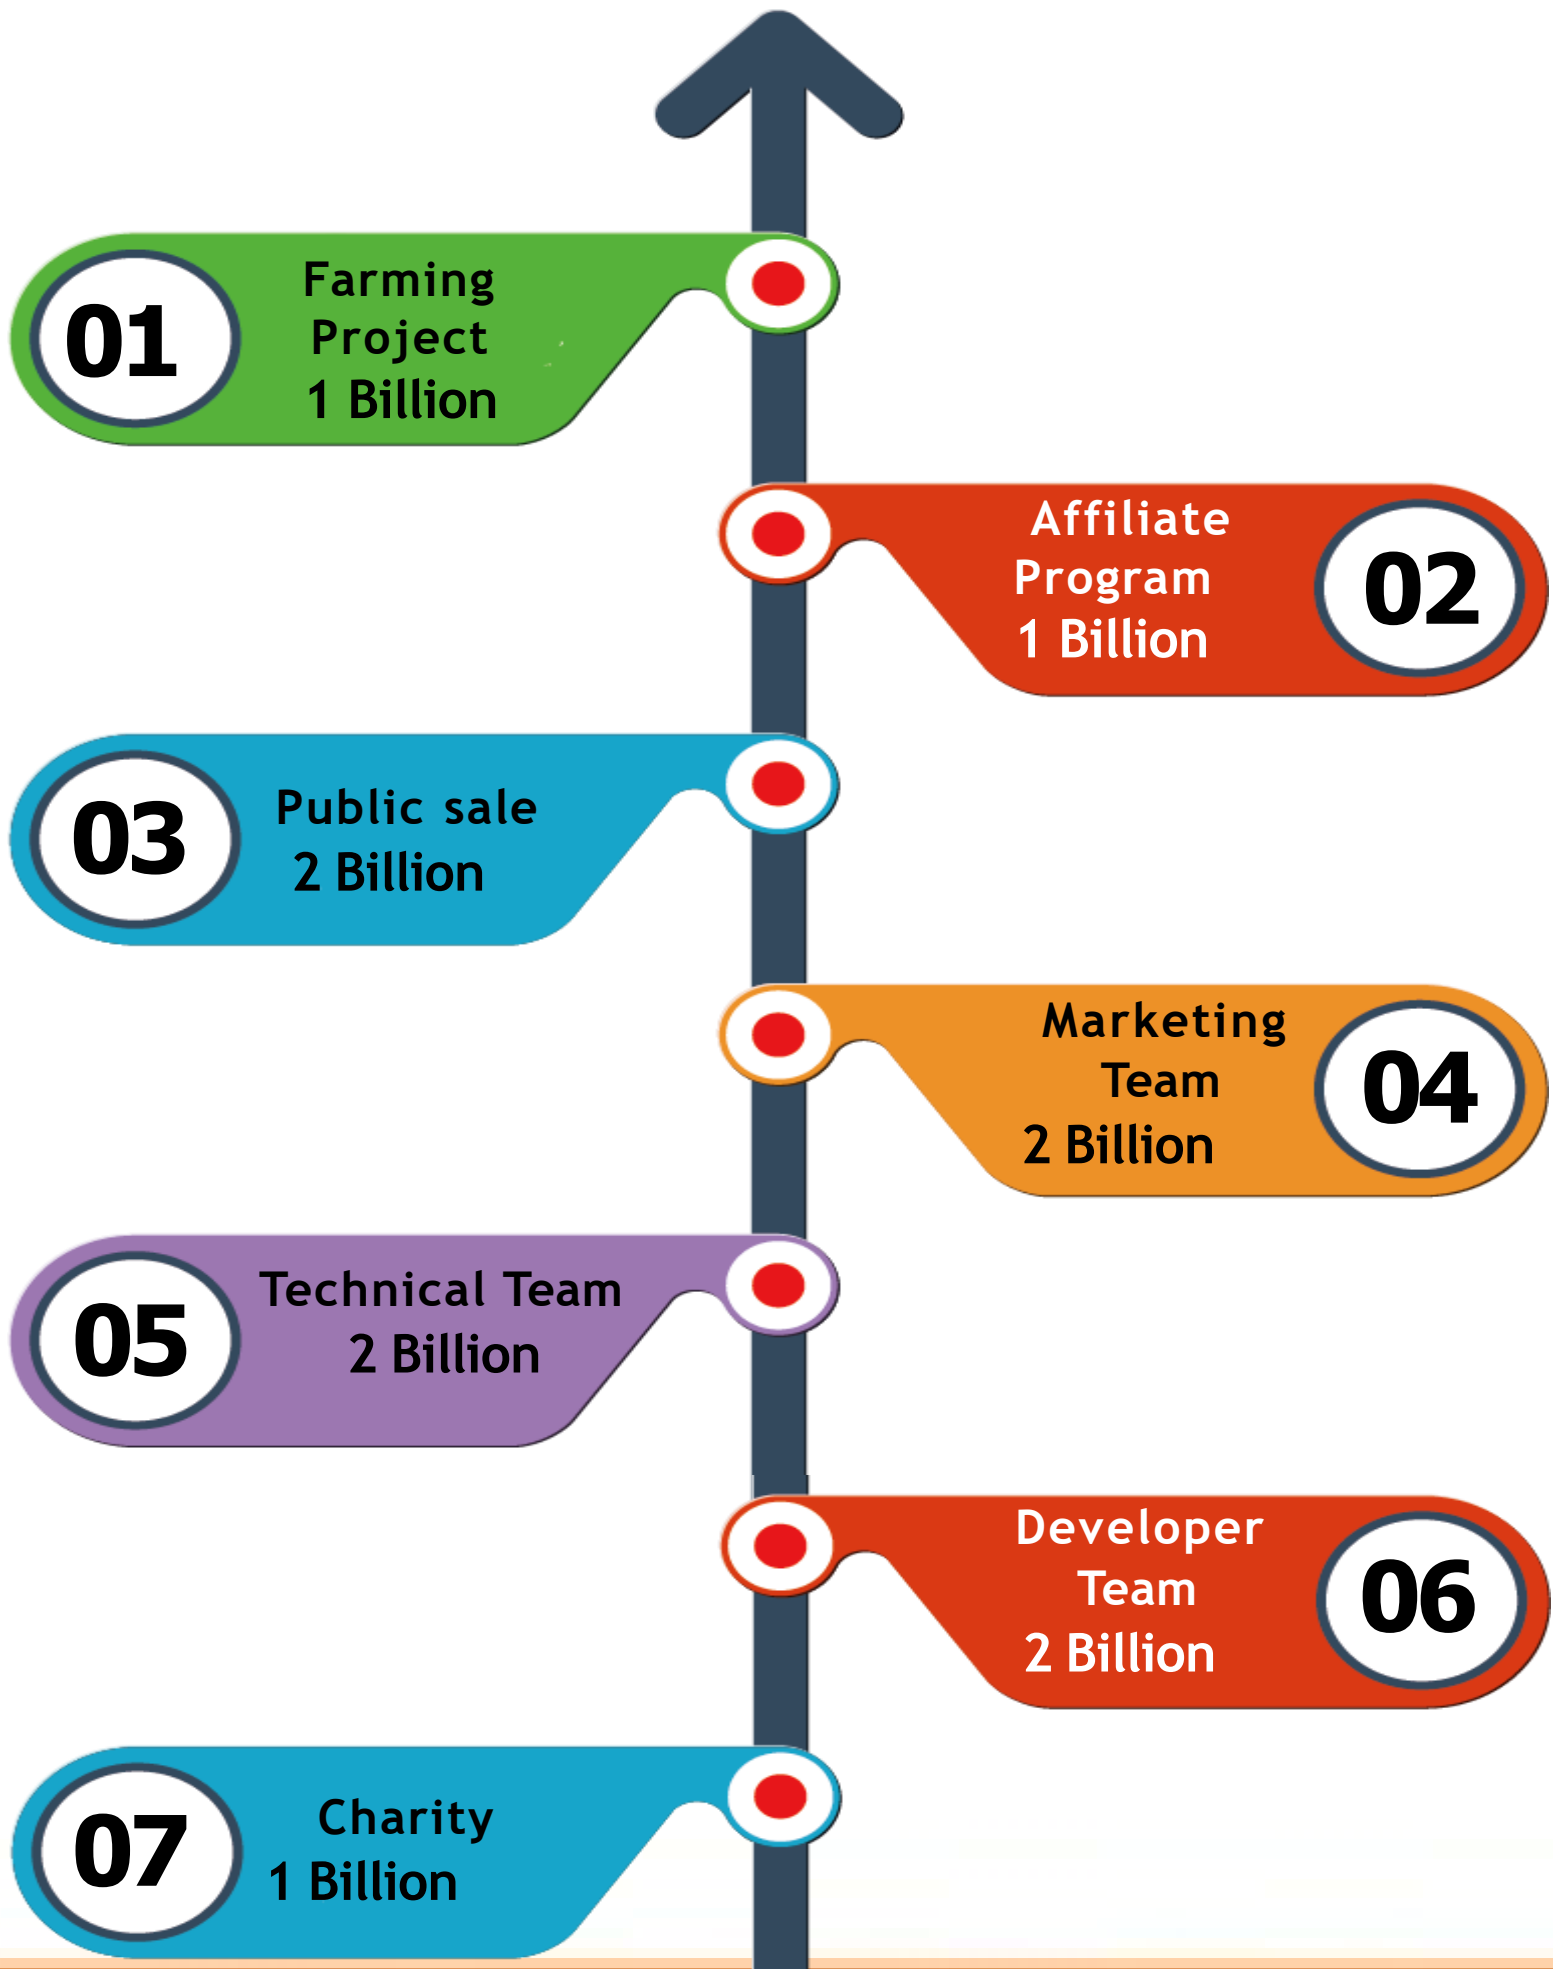 01
Farming
Project
1 Billion
Affiliate
Program
1 Billion
02
03
Public sale
2 Billion
Marketing
Team
2 Billion
04
05
Technical Team
2 Billion
Developer
Team
2 Billion
06
07
Charity
1 Billion